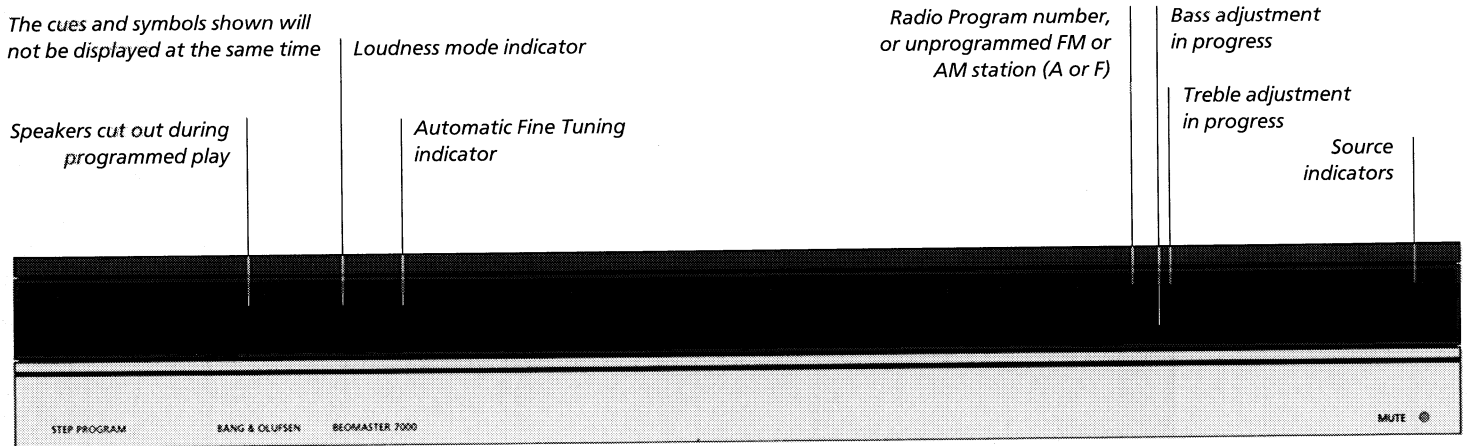 The cues and symbols shown will
not be displayed at the same time
Loudness mode indicator
Speakers cut out during
programmed play
Automatic Fine Tuning
indicator
Radio Program number,
or unprogrammed FM or
AM station (A or F)
Bass adjustment
in progress
Treble adjustment
in progress
Source
indicators
STEP PROGRAM
BANG & OLUFSEN
BEOMASTER 7000
MUTE